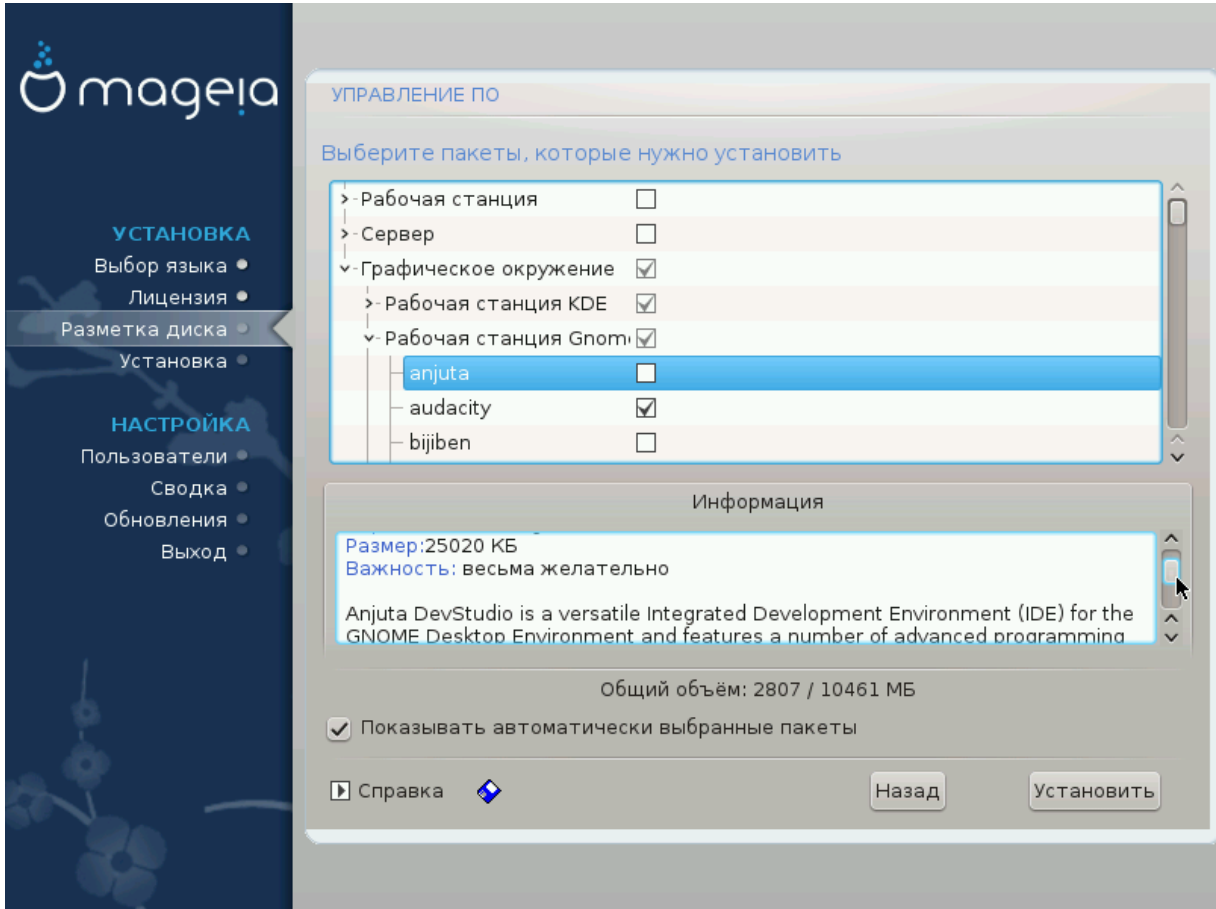 mageia
УСТАНОВКА
Выбор языка
Лицензия
Разметка диска
Установка
НАСТРОЙКА
Пользователи
Сводка
Обновления
Выход
УПРАВЛЕНИЕ ПО
Выберите пакеты, которые нужно установить
Рабочая станция
Сервер
Графическое окружение
Рабочая станция KDE
Рабочая станция Gnom
anjuta
audacity
bijiben
Информация
Размер:25020 КБ
Важность: весьма желательно
Anjuta DevStudio is a versatile Integrated Development Environment (IDE) for the
GNOME Desktop Environment and features a number of advanced programming
Общий объём: 2807 / 10461 МБ
Показывать автоматически выбранные пакеты
Справка
Назад
Установить